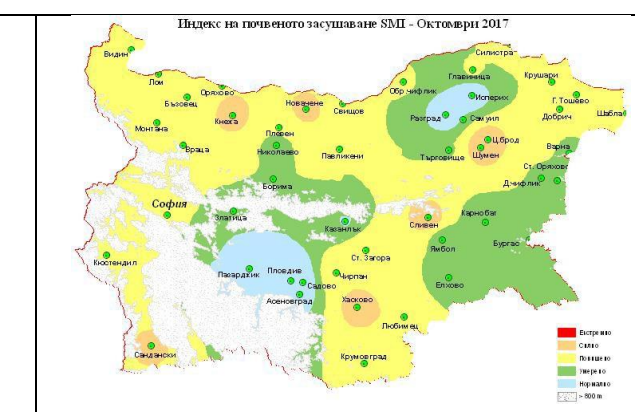 Индекс на почвеното засушаване SMI - Октомври 2017
Видин
Силистра
Лом
Главиница
Крушари
Оряхово
Обр.чифлик
Бъзовец
Новачене
Исперих
Г. Тошево
Кнежа
Свищов
Разград
Самуил
Добрич
Шабла
Монтана
Плевен
Ц.брод
Враца
Николаево
Павликени
Търговище
Шумен
Варна
Ст. Оряхово
Борима
Д.чифлик
София
Златица
Казанлък
Сливен
Карнобат
Кюстендил
Ст. Загора
Ямбол
Бургас
Пазарджик
Пловдив
Чирпан
Садово
Елхово
Асеновград
Хасково
Любимец
Сандански
Крумовград
Екстремно
Силно
Повишено
Умерено
Нормално
> 800 m